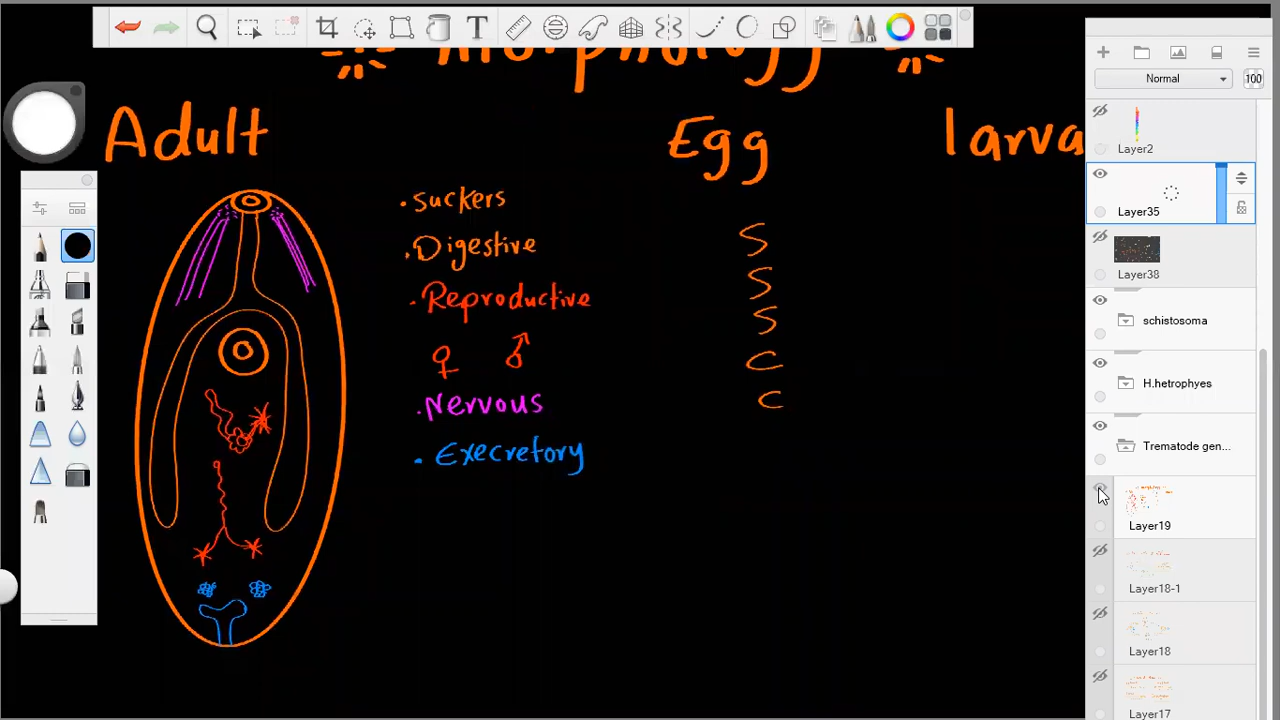 Morphology
Adult
Egg
larva
• Suckers
• Digestive
• Reproductive
♀ ♂
• Nervous
• Execretory
S
S
S
C
C
Normal
100
Layer2
Layer35
Layer38
schistosoma
H.hetrophyes
Trematode gen...
Layer19
Layer18-1
Layer18
Layer17
T